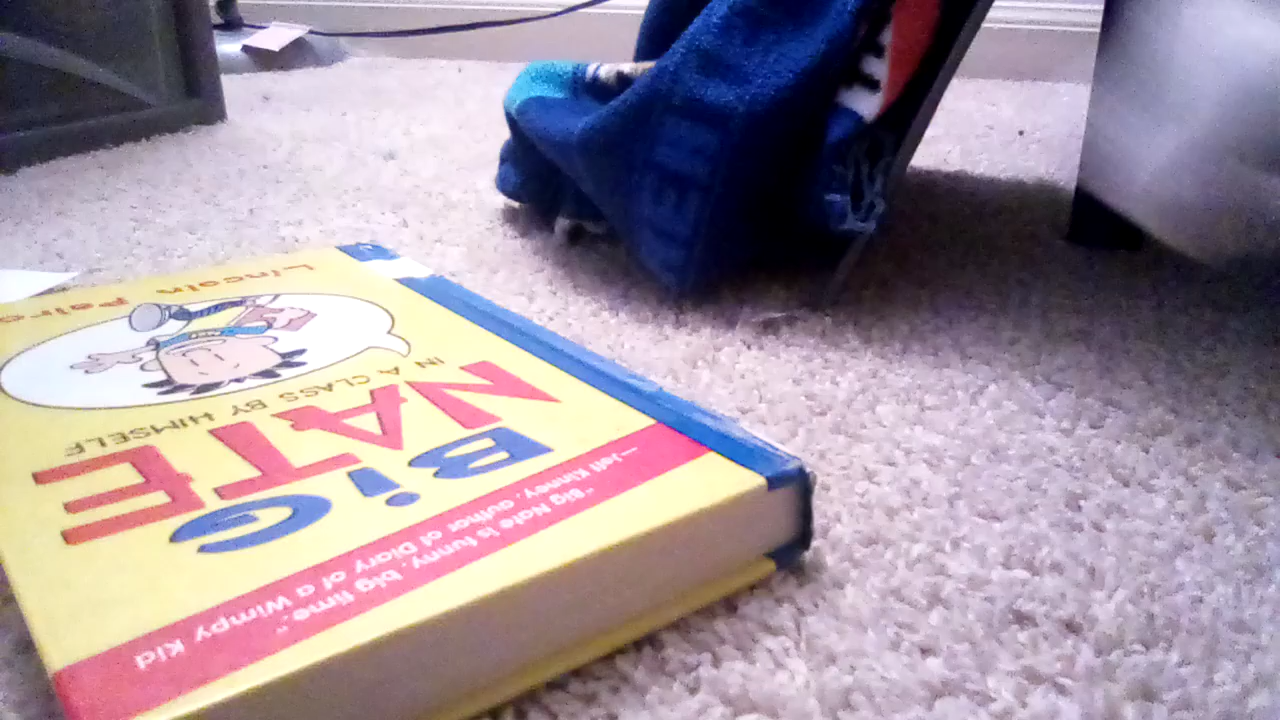 "Big Nate is funny, big time."
—Jeff Kinney, author of Diary of a Wimpy Kid
BiG
NATE
IN A CLASS BY HIMSELF
Lincoln Peirce